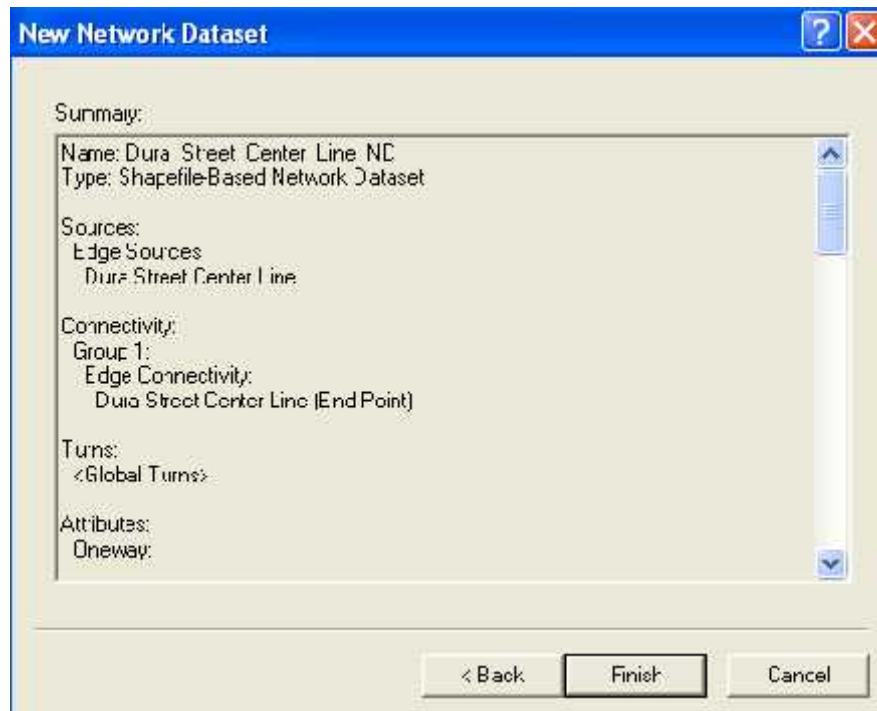 New Network Dataset
Summary:
Name: Dura Street Center Line ND
Type: Shapefile-Based Network Dataset
Sources:
Edge Sources
Dura Street Center Line
Connectivity:
Group 1:
Edge Connectivity:
Dura Street Center Line (End Point)
Turns:
<Global Turns>
Attributes:
Oneway:
< Back
Finish
Cancel